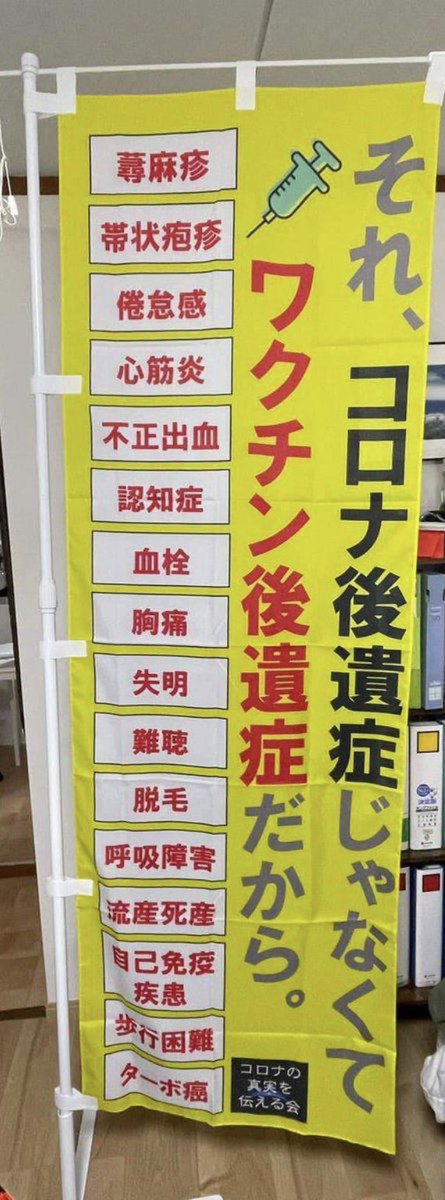 それ、コロナ後遺症じゃなくて
ワクチン後遺症だから。
蕁麻疹
帯状疱疹
倦怠感
心筋炎
不正出血
認知症
血栓
胸痛
失明
難聴
脱毛
呼吸障害
流産死産
自己免疫
疾患
歩行困難
ターボ癌
コロナの
真実を
伝える会